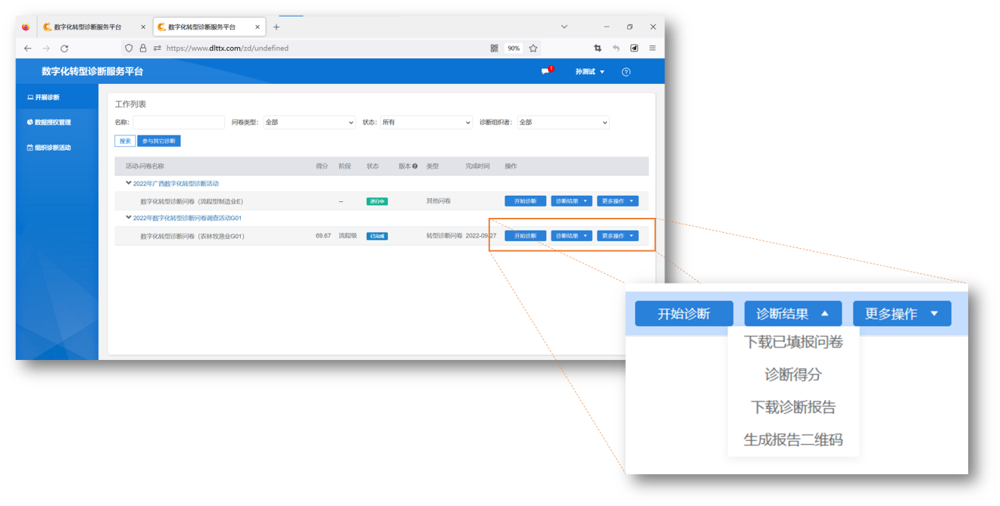 数字化转型诊断服务平台 ×
数字化转型诊断服务平台 ×
https://www.dlttx.com/zd/undefined 90%
数字化转型诊断服务平台 1 孙测试
开展诊断
数据授权管理
组织诊断活动
工作列表
名称: 问卷类型: 全部 状态: 所有 诊断组织者: 全部
搜索 参与其它诊断
活动-问卷名称 得分 阶段 状态 版本 类型 完成时间 操作
2022年广西数字化转型诊断活动
数字化转型诊断问卷（流程型制造业E） -- 进行中 其他问卷 开始诊断 诊断结果 更多操作
2022年数字化转型诊断问卷调查活动G01
数字化转型诊断问卷（农林牧渔业G01） 69.67 流程级 已完成 转型诊断问卷 2022-09-27 开始诊断 诊断结果 更多操作
开始诊断 诊断结果 更多操作
下载已填报问卷
诊断得分
下载诊断报告
生成报告二维码